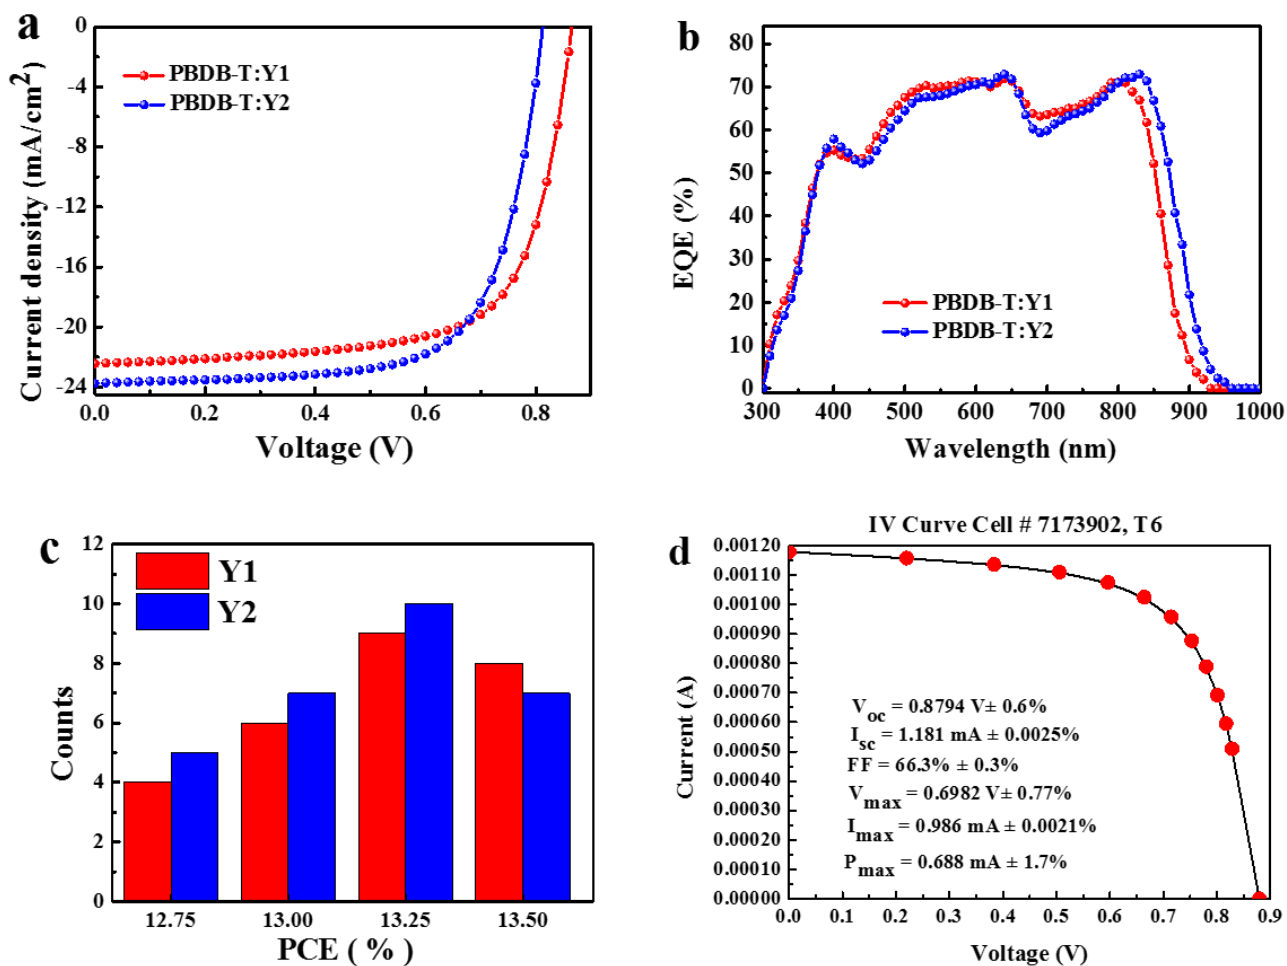 a
0
-4
-8
-12
-16
-20
-24
0.0
0.2
0.4
0.6
0.8
Current density (mA/cm²)
Voltage (V)
PBDB-T:Y1
PBDB-T:Y2
b
80
70
60
50
40
30
20
10
0
300
400
500
600
700
800
900
1000
EQE (%)
Wavelength (nm)
PBDB-T:Y1
PBDB-T:Y2
c
12
10
8
6
4
2
0
12.75
13.00
13.25
13.50
Counts
PCE ( % )
Y1
Y2
IV Curve Cell # 7173902, T6
d
0.00120
0.00110
0.00100
0.00090
0.00080
0.00070
0.00060
0.00050
0.00040
0.00030
0.00020
0.00010
0.00000
0.0
0.1
0.2
0.3
0.4
0.5
0.6
0.7
0.8
0.9
Current (A)
Voltage (V)
Voc = 0.8794 V± 0.6%
Isc = 1.181 mA ± 0.0025%
FF = 66.3% ± 0.3%
Vmax = 0.6982 V± 0.77%
Imax = 0.986 mA ± 0.0021%
Pmax = 0.688 mA ± 1.7%